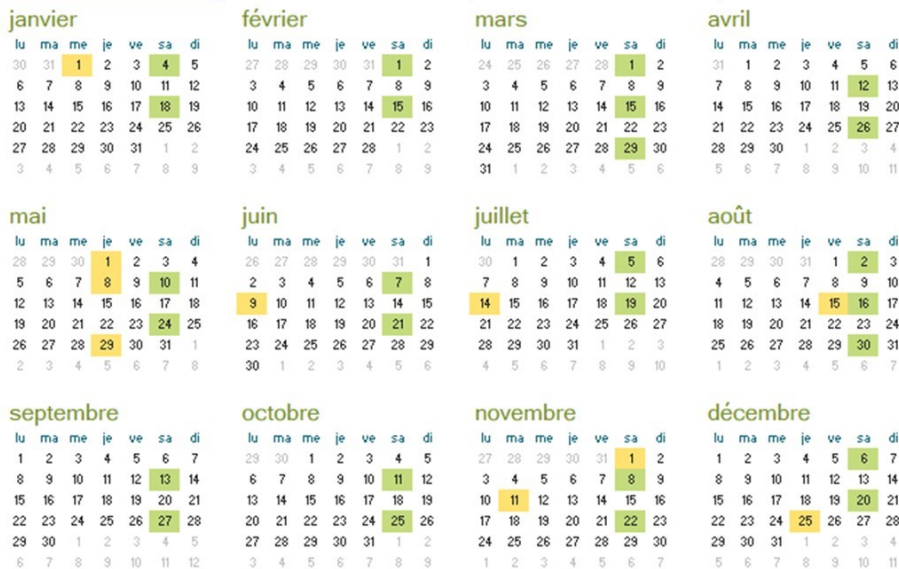 janvier
lu ma me je ve sa di
30 31 1 2 3 4 5
6 7 8 9 10 11 12
13 14 15 16 17 18 19
20 21 22 23 24 25 26
27 28 29 30 31 1 2
3 4 5 6 7 8 9
février
lu ma me je ve sa di
27 28 29 30 31 1 2
3 4 5 6 7 8 9
10 11 12 13 14 15 16
17 18 19 20 21 22 23
24 25 26 27 28 1 2
3 4 5 6 7 8 9
mars
lu ma me je ve sa di
24 25 26 27 28 1 2
3 4 5 6 7 8 9
10 11 12 13 14 15 16
17 18 19 20 21 22 23
24 25 26 27 28 29 30
31 1 2 3 4 5 6
avril
lu ma me je ve sa di
31 1 2 3 4 5 6
7 8 9 10 11 12 13
14 15 16 17 18 19 20
21 22 23 24 25 26 27
28 29 30 1 2 3 4
5 6 7 8 9 10 11
mai
lu ma me je ve sa di
28 29 30 1 2 3 4
5 6 7 8 9 10 11
12 13 14 15 16 17 18
19 20 21 22 23 24 25
26 27 28 29 30 31 1
2 3 4 5 6 7 8
juin
lu ma me je ve sa di
26 27 28 29 30 31 1
2 3 4 5 6 7 8
9 10 11 12 13 14 15
16 17 18 19 20 21 22
23 24 25 26 27 28 29
30 1 2 3 4 5 6
juillet
lu ma me je ve sa di
30 1 2 3 4 5 6
7 8 9 10 11 12 13
14 15 16 17 18 19 20
21 22 23 24 25 26 27
28 29 30 31 1 2 3
4 5 6 7 8 9 10
août
lu ma me je ve sa di
28 29 30 31 1 2 3
4 5 6 7 8 9 10
11 12 13 14 15 16 17
18 19 20 21 22 23 24
25 26 27 28 29 30 31
1 2 3 4 5 6 7
septembre
lu ma me je ve sa di
1 2 3 4 5 6 7
8 9 10 11 12 13 14
15 16 17 18 19 20 21
22 23 24 25 26 27 28
29 30 1 2 3 4 5
6 7 8 9 10 11 12
octobre
lu ma me je ve sa di
29 30 1 2 3 4 5
6 7 8 9 10 11 12
13 14 15 16 17 18 19
20 21 22 23 24 25 26
27 28 29 30 31 1 2
3 4 5 6 7 8 9
novembre
lu ma me je ve sa di
27 28 29 30 31 1 2
3 4 5 6 7 8 9
10 11 12 13 14 15 16
17 18 19 20 21 22 23
24 25 26 27 28 29 30
1 2 3 4 5 6 7
décembre
lu ma me je ve sa di
1 2 3 4 5 6 7
8 9 10 11 12 13 14
15 16 17 18 19 20 21
22 23 24 25 26 27 28
29 30 31 1 2 3 4
5 6 7 8 9 10 11